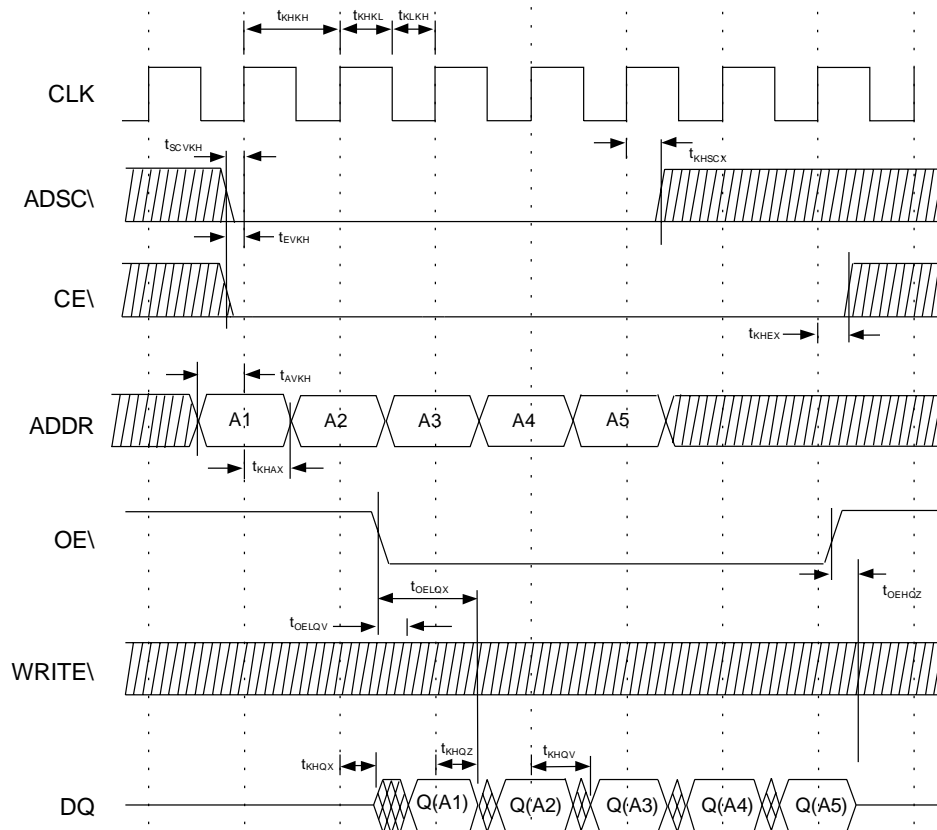 tKHKH tKHKL tKLKH
CLK
tSCVKH
tKHSCX
ADSC\
tEVKH
CE\
tKHEX
tAVKH
ADDR A1 A2 A3 A4 A5
tKHAX
OE\
tOELQX
tOEHQZ
tOELQV
WRITE\
tKHQZ tKHQV
tKHQX
DQ Q(A1) Q(A2) Q(A3) Q(A4) Q(A5)